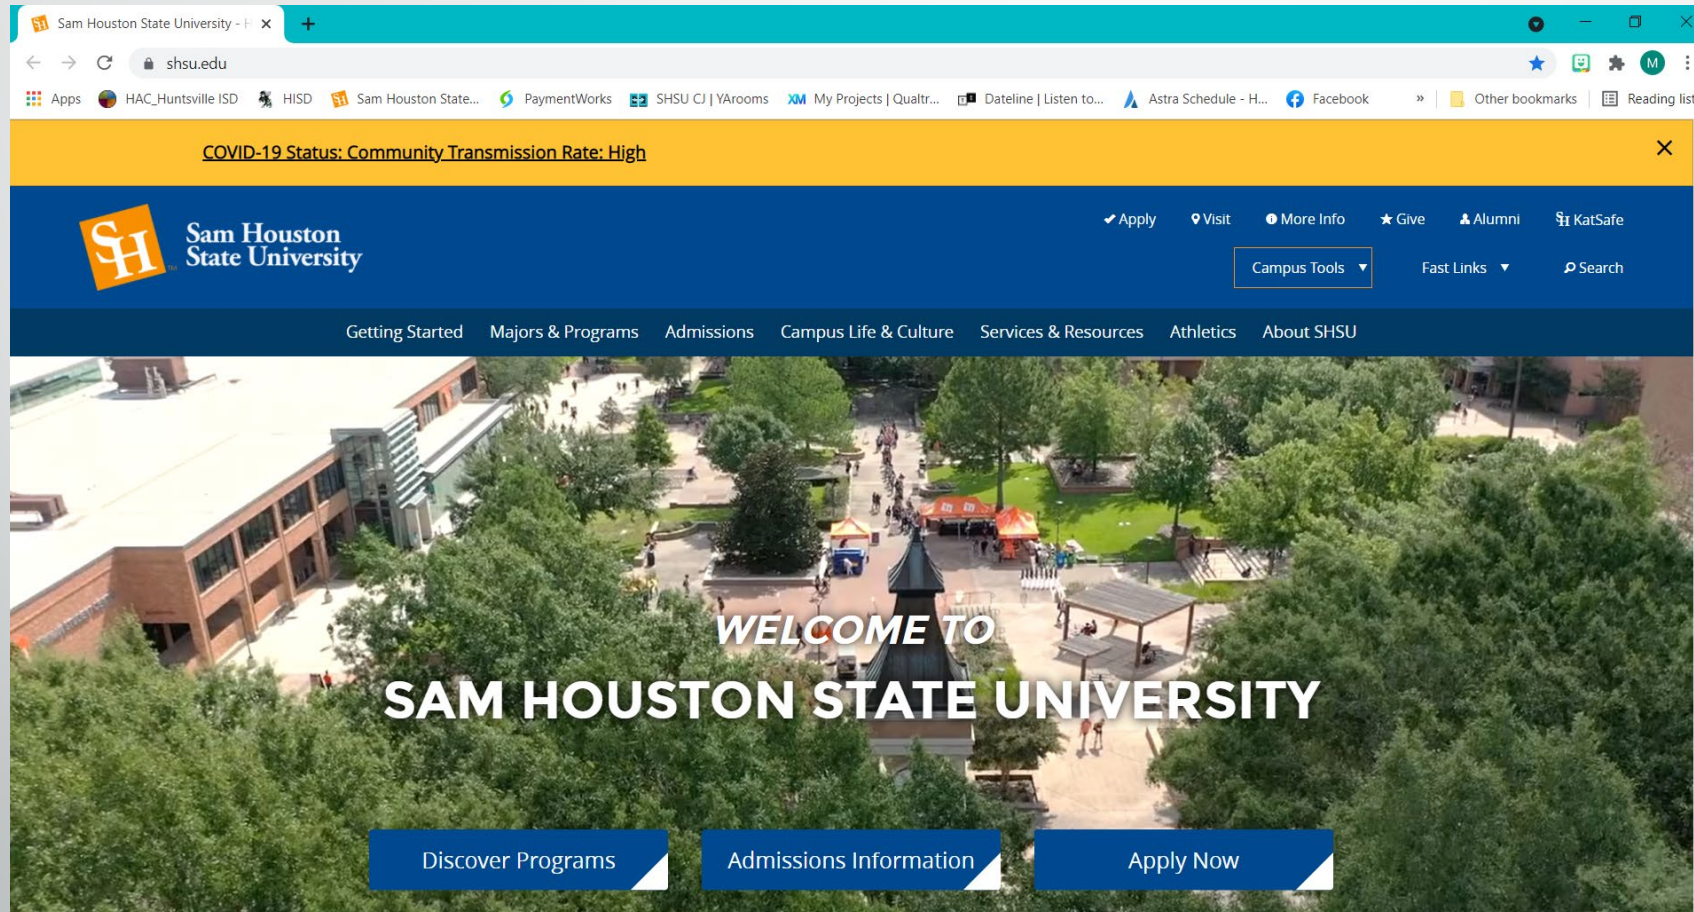 Sam Houston State University - H
shsu.edu
M
Apps HAC_Huntsville ISD HISD Sam Houston State... PaymentWorks SHSU CJ | YArooms My Projects | Qualtr... Dateline | Listen to... Astra Schedule - H... Facebook » Other bookmarks Reading list
COVID-19 Status: Community Transmission Rate: High
Apply Visit More Info Give Alumni KatSafe
SH Sam Houston
State University
Campus Tools Fast Links Search
Getting Started Majors & Programs Admissions Campus Life & Culture Services & Resources Athletics About SHSU
WELCOME TO
SAM HOUSTON STATE UNIVERSITY
Discover Programs Admissions Information Apply Now